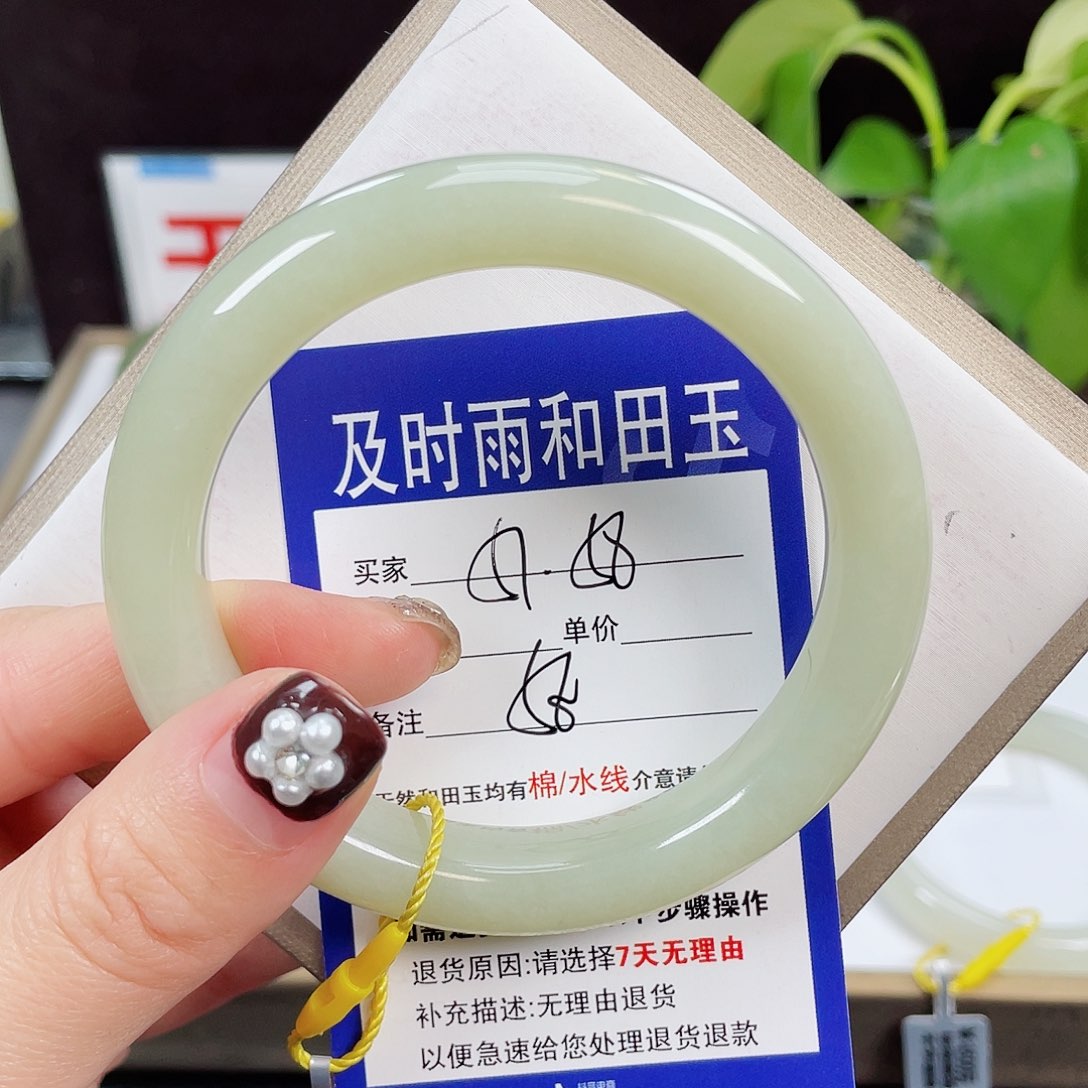 及时雨和田玉
买家
单价
备注
天然和田玉均有棉/水线介意请
步骤操作
退货原因:请选择7天无理由
补充描述:无理由退货
以便急速给您处理退货退款